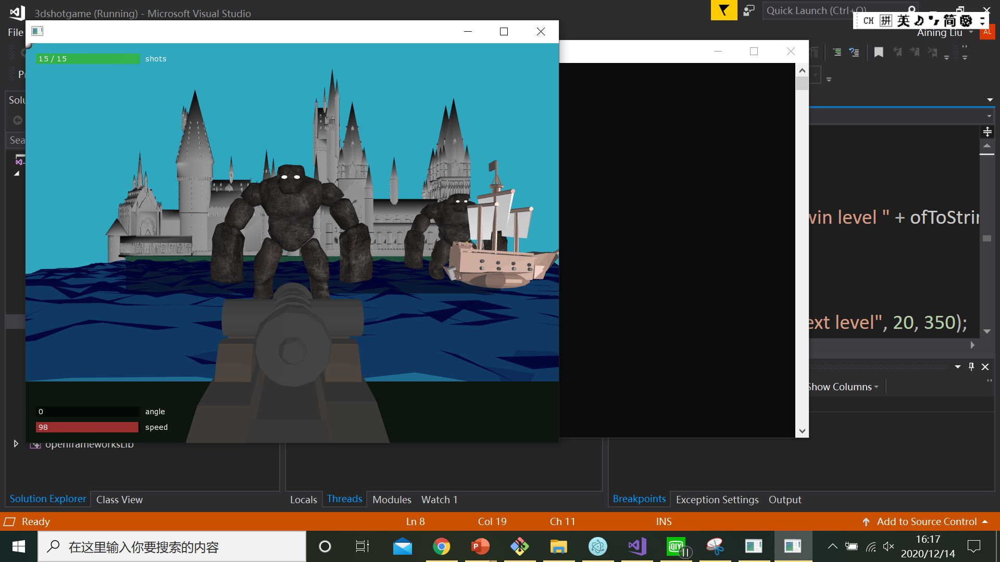 3dshotgame (Running) - Microsoft Visual Studio
Quick Launch (Ctrl+Q)
CH 拼 英 简
File
Aining Liu
AL
15 / 15 shots
Solu
Sea
win level " + ofToStrin
ext level", 20, 350);
Show Columns
0 angle
98 speed
openFrameworksLib
Solution Explorer Class View
Locals Threads Modules Watch 1
Breakpoints Exception Settings Output
Ready Ln 8 Col 19 Ch 11 INS Add to Source Control
在这里输入你要搜索的内容
P
iQIY
16:17
2020/12/14